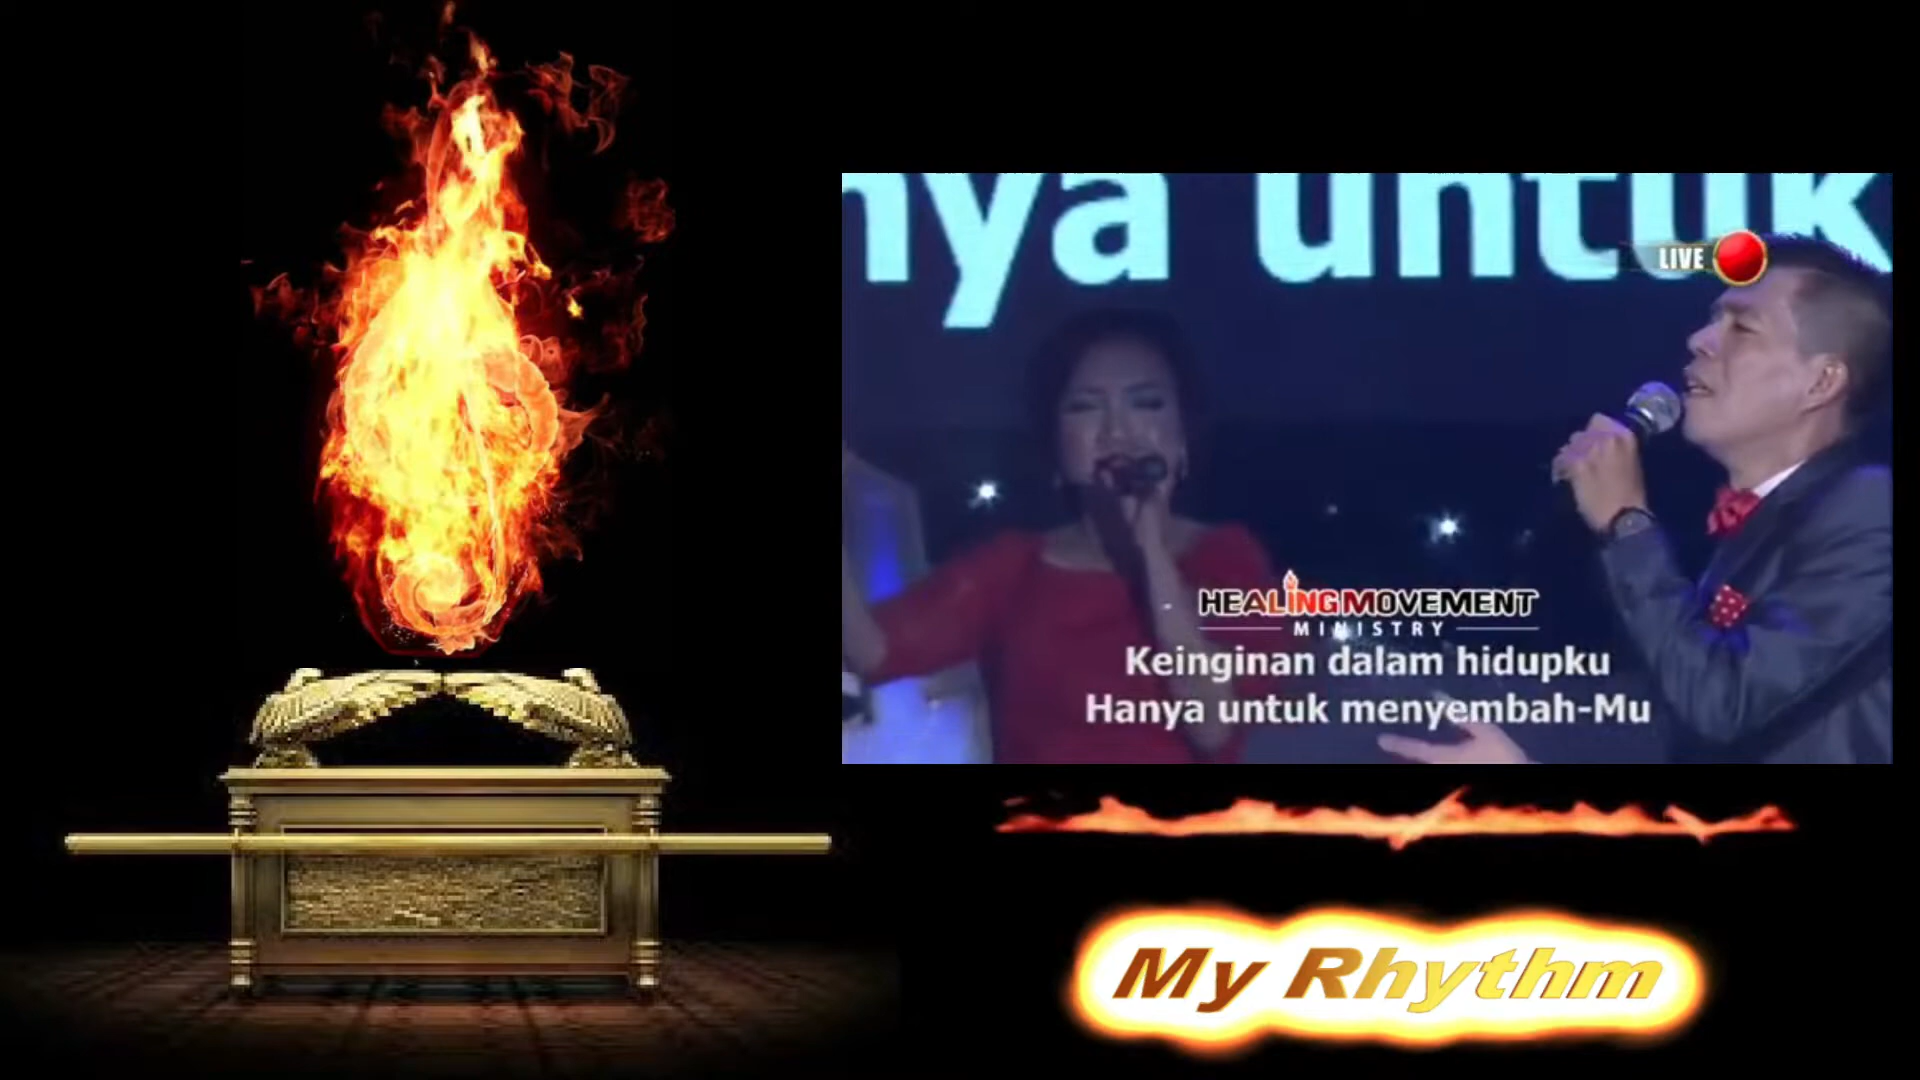 nya untuk
LIVE
HEALINGMOVEMENT
MINISTRY
Keinginan dalam hidupku
Hanya untuk menyembah-Mu
My Rhythm